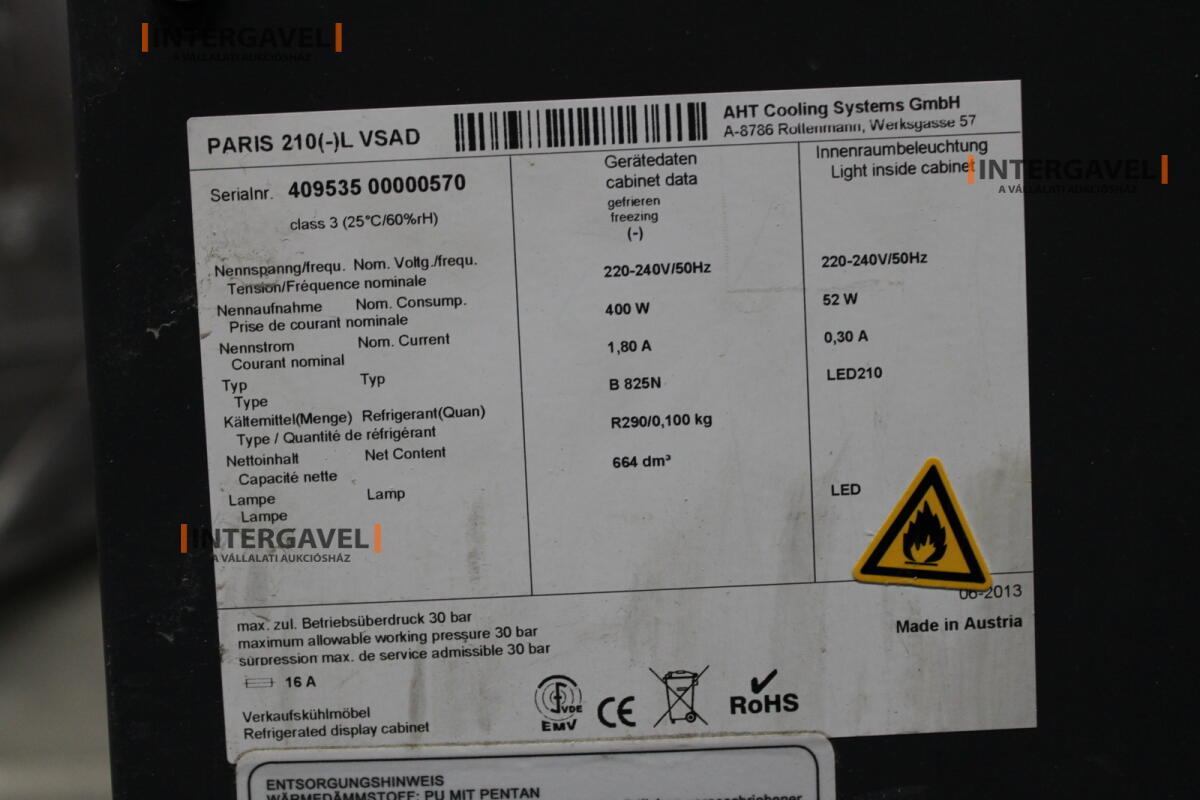 INTERGAVEL
A VÁLLALATI AUKCIÓSHÁZ
PARIS 210(-)L VSAD
AHT Cooling Systems GmbH
A-8786 Rottenmann, Werksgasse 57
Serialnr. 409535 00000570
class 3 (25°C/60%rH)
Gerätedaten
cabinet data
gefrieren
freezing
(-)
Innenraumbeleuchtung
Light inside cabinet
INTERGAVEL
A VÁLLALATI AUKCIÓSHÁZ
Nennspanng/frequ. Nom. Voltg./frequ. 220-240V/50Hz 220-240V/50Hz
Tension/Fréquence nominale
Nennaufnahme Nom. Consump. 400 W 52 W
Prise de courant nominale
Nennstrom Nom. Current 1,80 A 0,30 A
Courant nominal
Typ Typ B 825N LED210
Type
Kältemittel(Menge) Refrigerant(Quan) R290/0,100 kg
Type / Quantité de réfrigérant
Nettoinhalt Net Content 664 dm³
Capacité nette
Lampe Lamp LED
Lampe
INTERGAVEL
A VÁLLALATI AUKCIÓSHÁZ
06-2013
Made in Austria
max. zul. Betriebsüberdruck 30 bar
maximum allowable working pressure 30 bar
surpression max. de service admissible 30 bar
16 A
Verkaufskühlmöbel
Refrigerated display cabinet
VDE
EMV
CE
RoHS
ENTSORGUNGSHINWEIS
WÄRMEDÄMMSTOFF: PU MIT PENTAN